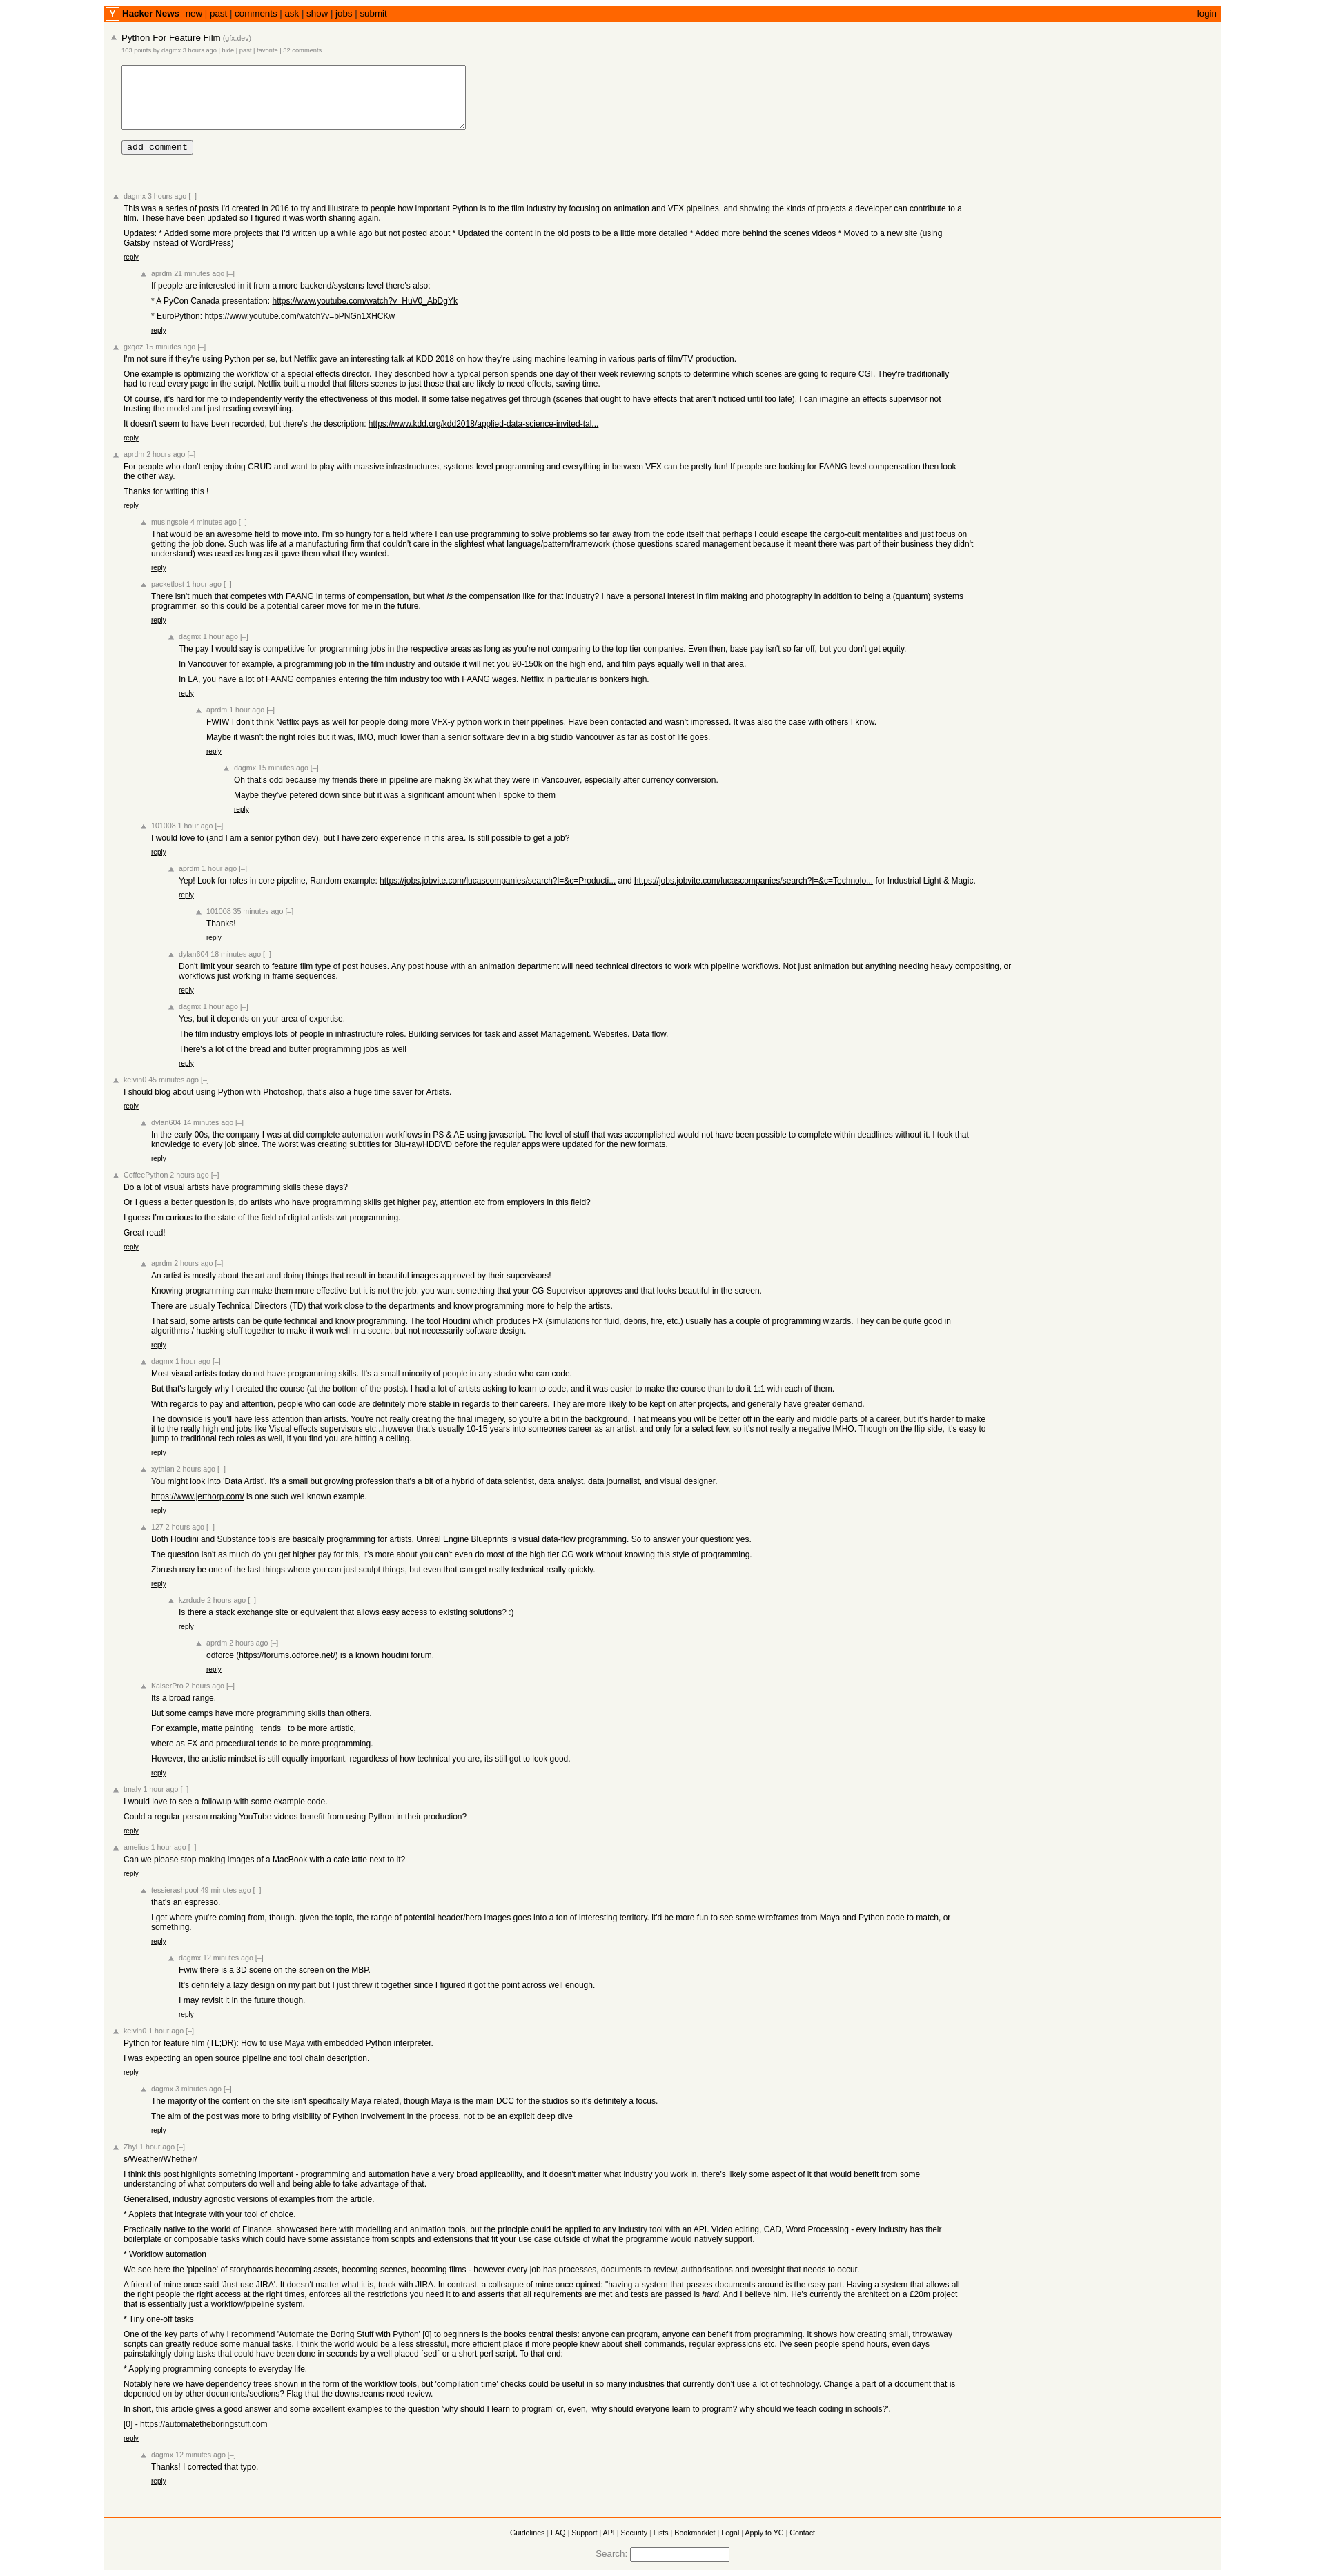 Y Hacker News new | past | comments | ask | show | jobs | submit login
Python For Feature Film (gfx.dev)
103 points by dagmx 3 hours ago | hide | past | favorite | 32 comments
add comment
dagmx 3 hours ago [–]
This was a series of posts I'd created in 2016 to try and illustrate to people how important Python is to the film industry by focusing on animation and VFX pipelines, and showing the kinds of projects a developer can contribute to a
film. These have been updated so I figured it was worth sharing again.
Updates: * Added some more projects that I'd written up a while ago but not posted about * Updated the content in the old posts to be a little more detailed * Added more behind the scenes videos * Moved to a new site (using
Gatsby instead of WordPress)
reply
aprdm 21 minutes ago [–]
If people are interested in it from a more backend/systems level there's also:
* A PyCon Canada presentation: https://www.youtube.com/watch?v=HuV0_AbDgYk
* EuroPython: https://www.youtube.com/watch?v=bPNGn1XHCKw
reply
gxqoz 15 minutes ago [–]
I'm not sure if they're using Python per se, but Netflix gave an interesting talk at KDD 2018 on how they're using machine learning in various parts of film/TV production.
One example is optimizing the workflow of a special effects director. They described how a typical person spends one day of their week reviewing scripts to determine which scenes are going to require CGI. They're traditionally
had to read every page in the script. Netflix built a model that filters scenes to just those that are likely to need effects, saving time.
Of course, it's hard for me to independently verify the effectiveness of this model. If some false negatives get through (scenes that ought to have effects that aren't noticed until too late), I can imagine an effects supervisor not
trusting the model and just reading everything.
It doesn't seem to have been recorded, but there's the description: https://www.kdd.org/kdd2018/applied-data-science-invited-tal...
reply
aprdm 2 hours ago [–]
For people who don't enjoy doing CRUD and want to play with massive infrastructures, systems level programming and everything in between VFX can be pretty fun! If people are looking for FAANG level compensation then look
the other way.
Thanks for writing this !
reply
musingsole 4 minutes ago [–]
That would be an awesome field to move into. I'm so hungry for a field where I can use programming to solve problems so far away from the code itself that perhaps I could escape the cargo-cult mentalities and just focus on
getting the job done. Such was life at a manufacturing firm that couldn't care in the slightest what language/pattern/framework (those questions scared management because it meant there was part of their business they didn't
understand) was used as long as it gave them what they wanted.
reply
packetlost 1 hour ago [–]
There isn't much that competes with FAANG in terms of compensation, but what is the compensation like for that industry? I have a personal interest in film making and photography in addition to being a (quantum) systems
programmer, so this could be a potential career move for me in the future.
reply
dagmx 1 hour ago [–]
The pay I would say is competitive for programming jobs in the respective areas as long as you're not comparing to the top tier companies. Even then, base pay isn't so far off, but you don't get equity.
In Vancouver for example, a programming job in the film industry and outside it will net you 90-150k on the high end, and film pays equally well in that area.
In LA, you have a lot of FAANG companies entering the film industry too with FAANG wages. Netflix in particular is bonkers high.
reply
aprdm 1 hour ago [–]
FWIW I don't think Netflix pays as well for people doing more VFX-y python work in their pipelines. Have been contacted and wasn't impressed. It was also the case with others I know.
Maybe it wasn't the right roles but it was, IMO, much lower than a senior software dev in a big studio Vancouver as far as cost of life goes.
reply
dagmx 15 minutes ago [–]
Oh that's odd because my friends there in pipeline are making 3x what they were in Vancouver, especially after currency conversion.
Maybe they've petered down since but it was a significant amount when I spoke to them
reply
101008 1 hour ago [–]
I would love to (and I am a senior python dev), but I have zero experience in this area. Is still possible to get a job?
reply
aprdm 1 hour ago [–]
Yep! Look for roles in core pipeline, Random example: https://jobs.jobvite.com/lucascompanies/search?l=&c=Producti... and https://jobs.jobvite.com/lucascompanies/search?l=&c=Technolo... for Industrial Light & Magic.
reply
101008 35 minutes ago [–]
Thanks!
reply
dylan604 18 minutes ago [–]
Don't limit your search to feature film type of post houses. Any post house with an animation department will need technical directors to work with pipeline workflows. Not just animation but anything needing heavy compositing, or
workflows just working in frame sequences.
reply
dagmx 1 hour ago [–]
Yes, but it depends on your area of expertise.
The film industry employs lots of people in infrastructure roles. Building services for task and asset Management. Websites. Data flow.
There's a lot of the bread and butter programming jobs as well
reply
kelvin0 45 minutes ago [–]
I should blog about using Python with Photoshop, that's also a huge time saver for Artists.
reply
dylan604 14 minutes ago [–]
In the early 00s, the company I was at did complete automation workflows in PS & AE using javascript. The level of stuff that was accomplished would not have been possible to complete within deadlines without it. I took that
knowledge to every job since. The worst was creating subtitles for Blu-ray/HDDVD before the regular apps were updated for the new formats.
reply
CoffeePython 2 hours ago [–]
Do a lot of visual artists have programming skills these days?
Or I guess a better question is, do artists who have programming skills get higher pay, attention,etc from employers in this field?
I guess I'm curious to the state of the field of digital artists wrt programming.
Great read!
reply
aprdm 2 hours ago [–]
An artist is mostly about the art and doing things that result in beautiful images approved by their supervisors!
Knowing programming can make them more effective but it is not the job, you want something that your CG Supervisor approves and that looks beautiful in the screen.
There are usually Technical Directors (TD) that work close to the departments and know programming more to help the artists.
That said, some artists can be quite technical and know programming. The tool Houdini which produces FX (simulations for fluid, debris, fire, etc.) usually has a couple of programming wizards. They can be quite good in
algorithms / hacking stuff together to make it work well in a scene, but not necessarily software design.
reply
dagmx 1 hour ago [–]
Most visual artists today do not have programming skills. It's a small minority of people in any studio who can code.
But that's largely why I created the course (at the bottom of the posts). I had a lot of artists asking to learn to code, and it was easier to make the course than to do it 1:1 with each of them.
With regards to pay and attention, people who can code are definitely more stable in regards to their careers. They are more likely to be kept on after projects, and generally have greater demand.
The downside is you'll have less attention than artists. You're not really creating the final imagery, so you're a bit in the background. That means you will be better off in the early and middle parts of a career, but it's harder to make
it to the really high end jobs like Visual effects supervisors etc...however that's usually 10-15 years into someones career as an artist, and only for a select few, so it's not really a negative IMHO. Though on the flip side, it's easy to
jump to traditional tech roles as well, if you find you are hitting a ceiling.
reply
xythian 2 hours ago [–]
You might look into 'Data Artist'. It's a small but growing profession that's a bit of a hybrid of data scientist, data analyst, data journalist, and visual designer.
https://www.jerthorp.com/ is one such well known example.
reply
127 2 hours ago [–]
Both Houdini and Substance tools are basically programming for artists. Unreal Engine Blueprints is visual data-flow programming. So to answer your question: yes.
The question isn't as much do you get higher pay for this, it's more about you can't even do most of the high tier CG work without knowing this style of programming.
Zbrush may be one of the last things where you can just sculpt things, but even that can get really technical really quickly.
reply
kzrdude 2 hours ago [–]
Is there a stack exchange site or equivalent that allows easy access to existing solutions? :)
reply
aprdm 2 hours ago [–]
odforce (https://forums.odforce.net/) is a known houdini forum.
reply
KaiserPro 2 hours ago [–]
Its a broad range.
But some camps have more programming skills than others.
For example, matte painting _tends_ to be more artistic,
where as FX and procedural tends to be more programming.
However, the artistic mindset is still equally important, regardless of how technical you are, its still got to look good.
reply
tmaly 1 hour ago [–]
I would love to see a followup with some example code.
Could a regular person making YouTube videos benefit from using Python in their production?
reply
amelius 1 hour ago [–]
Can we please stop making images of a MacBook with a cafe latte next to it?
reply
tessierashpool 49 minutes ago [–]
that's an espresso.
I get where you're coming from, though. given the topic, the range of potential header/hero images goes into a ton of interesting territory. it'd be more fun to see some wireframes from Maya and Python code to match, or
something.
reply
dagmx 12 minutes ago [–]
Fwiw there is a 3D scene on the screen on the MBP.
It's definitely a lazy design on my part but I just threw it together since I figured it got the point across well enough.
I may revisit it in the future though.
reply
kelvin0 1 hour ago [–]
Python for feature film (TL;DR): How to use Maya with embedded Python interpreter.
I was expecting an open source pipeline and tool chain description.
reply
dagmx 3 minutes ago [–]
The majority of the content on the site isn't specifically Maya related, though Maya is the main DCC for the studios so it's definitely a focus.
The aim of the post was more to bring visibility of Python involvement in the process, not to be an explicit deep dive
reply
Zhyl 1 hour ago [–]
s/Weather/Whether/
I think this post highlights something important - programming and automation have a very broad applicability, and it doesn't matter what industry you work in, there's likely some aspect of it that would benefit from some
understanding of what computers do well and being able to take advantage of that.
Generalised, industry agnostic versions of examples from the article.
* Applets that integrate with your tool of choice.
Practically native to the world of Finance, showcased here with modelling and animation tools, but the principle could be applied to any industry tool with an API. Video editing, CAD, Word Processing - every industry has their
boilerplate or composable tasks which could have some assistance from scripts and extensions that fit your use case outside of what the programme would natively support.
* Workflow automation
We see here the 'pipeline' of storyboards becoming assets, becoming scenes, becoming films - however every job has processes, documents to review, authorisations and oversight that needs to occur.
A friend of mine once said 'Just use JIRA'. It doesn't matter what it is, track with JIRA. In contrast. a colleague of mine once opined: "having a system that passes documents around is the easy part. Having a system that allows all
the right people the right access at the right times, enforces all the restrictions you need it to and asserts that all requirements are met and tests are passed is hard. And I believe him. He's currently the architect on a £20m project
that is essentially just a workflow/pipeline system.
* Tiny one-off tasks
One of the key parts of why I recommend 'Automate the Boring Stuff with Python' [0] to beginners is the books central thesis: anyone can program, anyone can benefit from programming. It shows how creating small, throwaway
scripts can greatly reduce some manual tasks. I think the world would be a less stressful, more efficient place if more people knew about shell commands, regular expressions etc. I've seen people spend hours, even days
painstakingly doing tasks that could have been done in seconds by a well placed `sed` or a short perl script. To that end:
* Applying programming concepts to everyday life.
Notably here we have dependency trees shown in the form of the workflow tools, but 'compilation time' checks could be useful in so many industries that currently don't use a lot of technology. Change a part of a document that is
depended on by other documents/sections? Flag that the downstreams need review.
In short, this article gives a good answer and some excellent examples to the question 'why should I learn to program' or, even, 'why should everyone learn to program? why should we teach coding in schools?'.
[0] - https://automatetheboringstuff.com
reply
dagmx 12 minutes ago [–]
Thanks! I corrected that typo.
reply
Guidelines | FAQ | Support | API | Security | Lists | Bookmarklet | Legal | Apply to YC | Contact
Search: